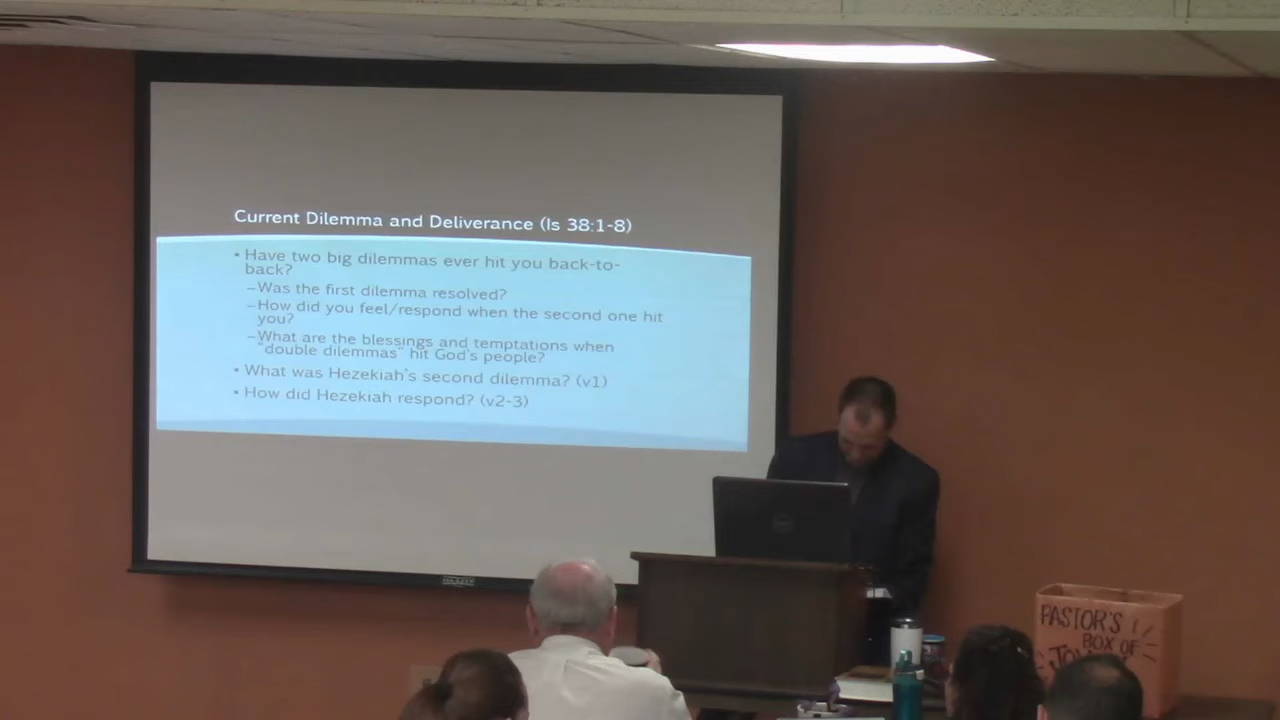 Current Dilemma and Deliverance (Is 38:1-8)
• Have two big dilemmas ever hit you back-to-
back?
–Was the first dilemma resolved?
–How did you feel/respond when the second one hit
you?
–What are the blessings and temptations when
"double dilemmas" hit God's people?
• What was Hezekiah's second dilemma? (v1)
• How did Hezekiah respond? (v2-3)
PASTOR'S
BOX OF